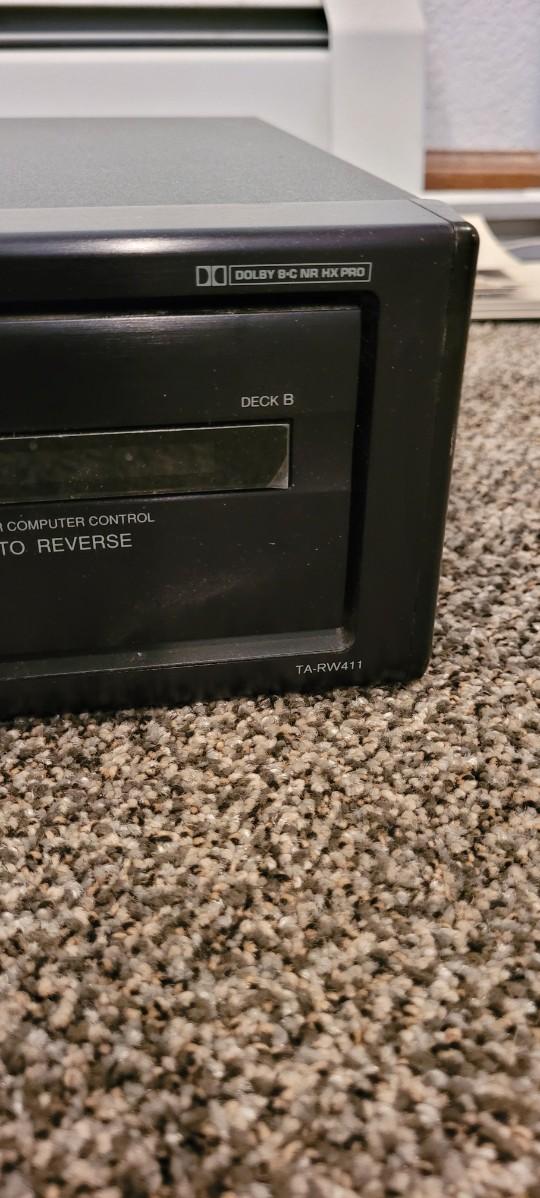 DOLBY B·C NR HX PRO
DECK B
R COMPUTER CONTROL
TO REVERSE
TA-RW411